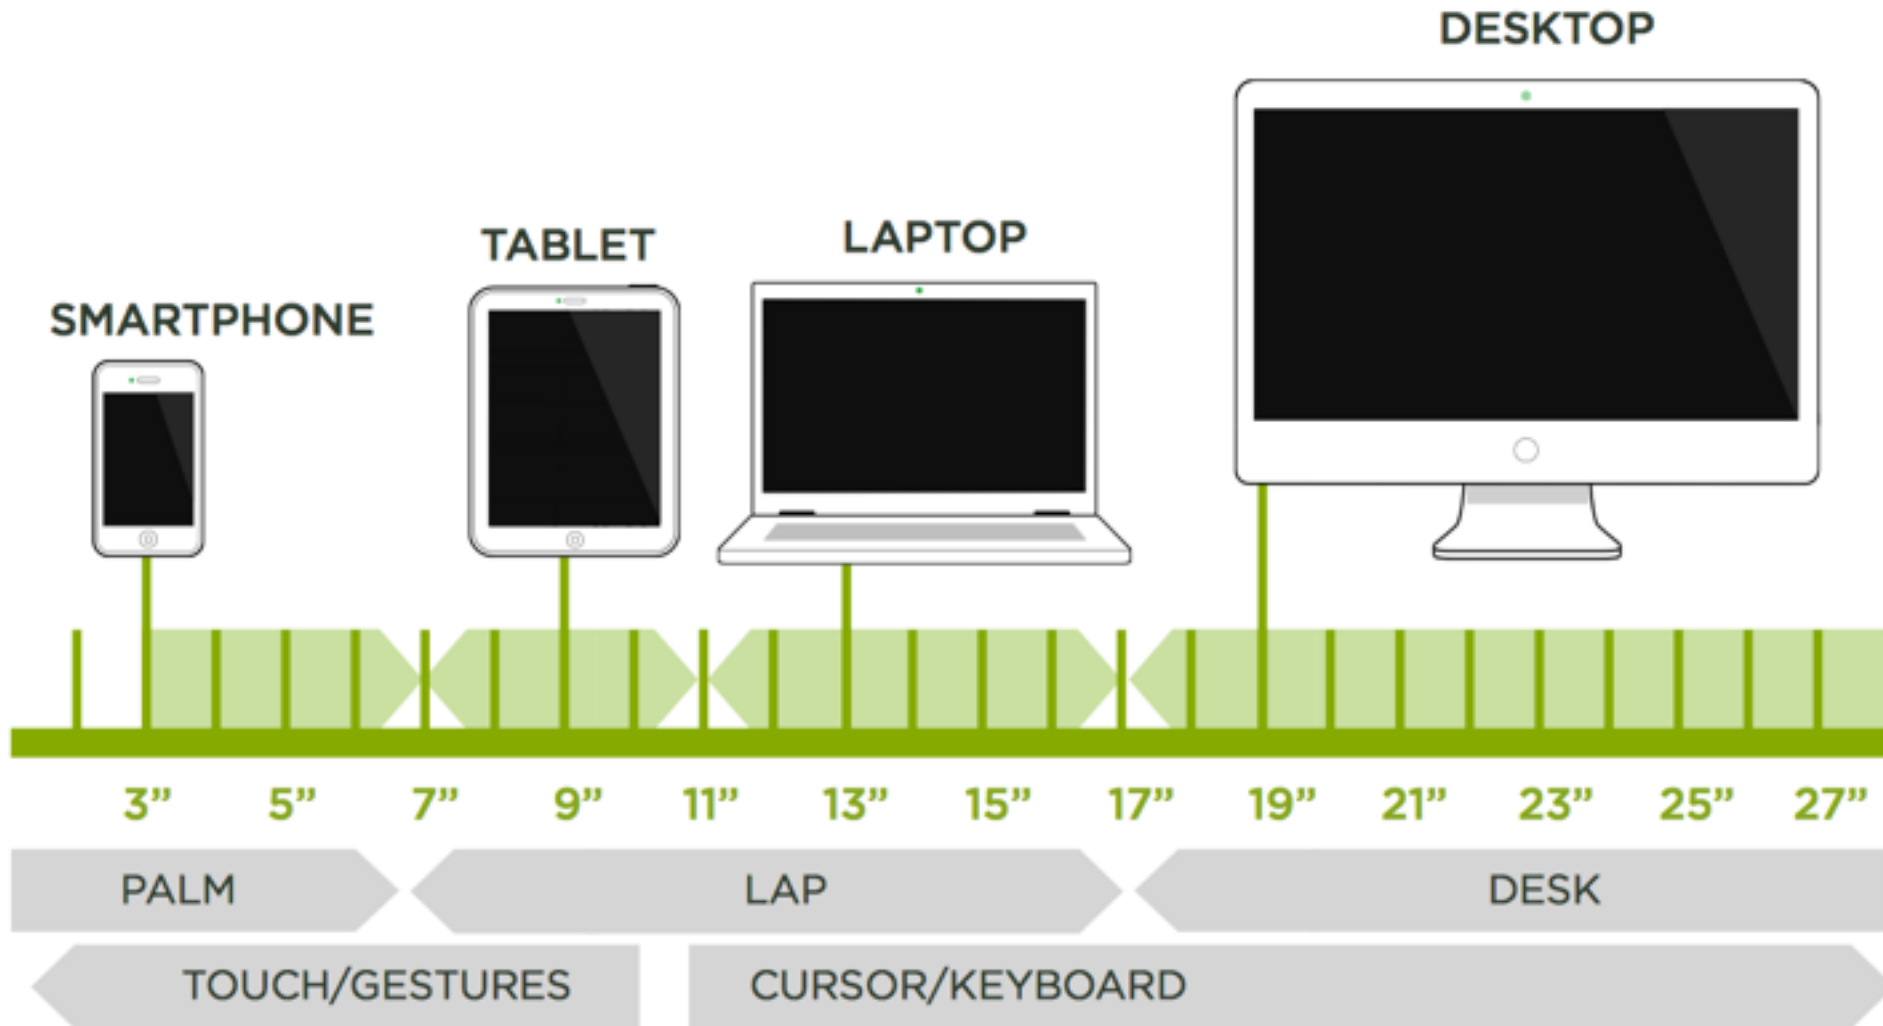 DESKTOP
LAPTOP
TABLET
SMARTPHONE
3” 5” 7” 9” 11” 13” 15” 17” 19” 21” 23” 25” 27”
PALM LAP DESK
TOUCH/GESTURES CURSOR/KEYBOARD